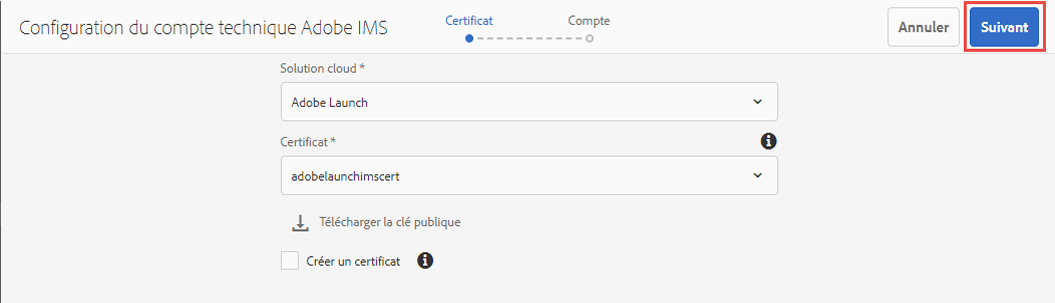 Configuration du compte technique Adobe IMS
Certificat
Compte
Annuler
Suivant
Solution cloud *
Adobe Launch
Certificat *
adobelaunchimscert
Télécharger la clé publique
Créer un certificat